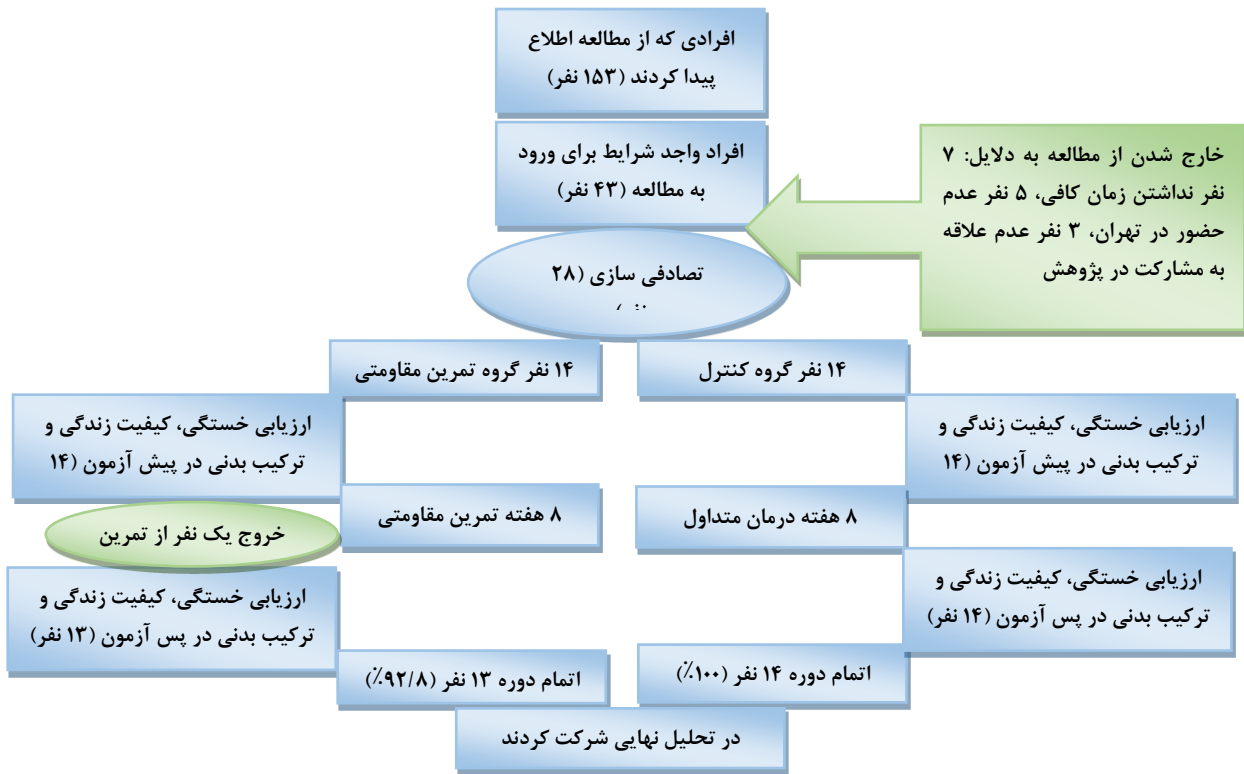 افرادی که از مطالعه اطلاع
پیدا کردند (۱۵۳ نفر)
افراد واجد شرایط برای ورود
به مطالعه (۴۳ نفر)
خارج شدن از مطالعه به دلایل: ۷
نفر نداشتن زمان کافی، ۵ نفر عدم
حضور در تهران، ۳ نفر عدم علاقه
به مشارکت در پژوهش
تصادفی سازی (۲۸
۱۴ نفر گروه کنترل
۱۴ نفر گروه تمرین مقاومتی
ارزیابی خستگی، کیفیت زندگی و
ترکیب بدنی در پیش آزمون (۱۴
ارزیابی خستگی، کیفیت زندگی و
ترکیب بدنی در پیش آزمون (۱۴
۸ هفته درمان متداول
۸ هفته تمرین مقاومتی
خروج یک نفر از تمرین
ارزیابی خستگی، کیفیت زندگی و
ترکیب بدنی در پس آزمون (۱۴ نفر)
ارزیابی خستگی، کیفیت زندگی و
ترکیب بدنی در پس آزمون (۱۳ نفر)
اتمام دوره ۱۴ نفر (۱۰۰٪)
اتمام دوره ۱۳ نفر (۹۲/۸٪)
در تحلیل نهایی شرکت کردند